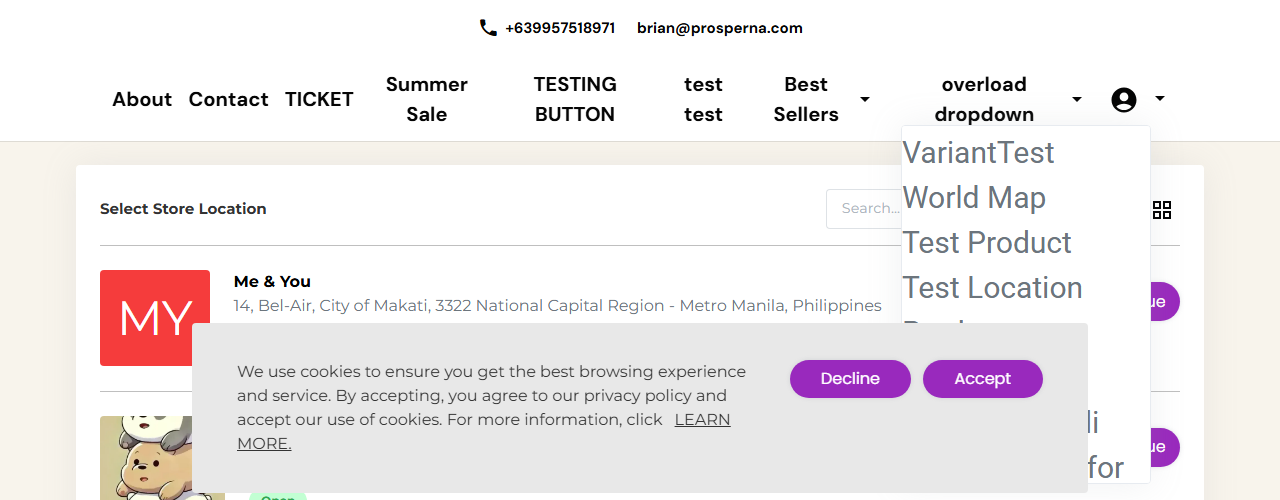 +639957518971 brian@prosperna.com
About Contact TICKET Summer Sale TESTING BUTTON test test Best Sellers overload dropdown
VariantTest
World Map
Test Product
Test Location
Select Store Location
Search...
MY
Me & You
14, Bel-Air, City of Makati, 3322 National Capital Region - Metro Manila, Philippines
We use cookies to ensure you get the best browsing experience
and service. By accepting, you agree to our privacy policy and
accept our use of cookies. For more information, click LEARN
MORE.
Decline Accept
for
Open